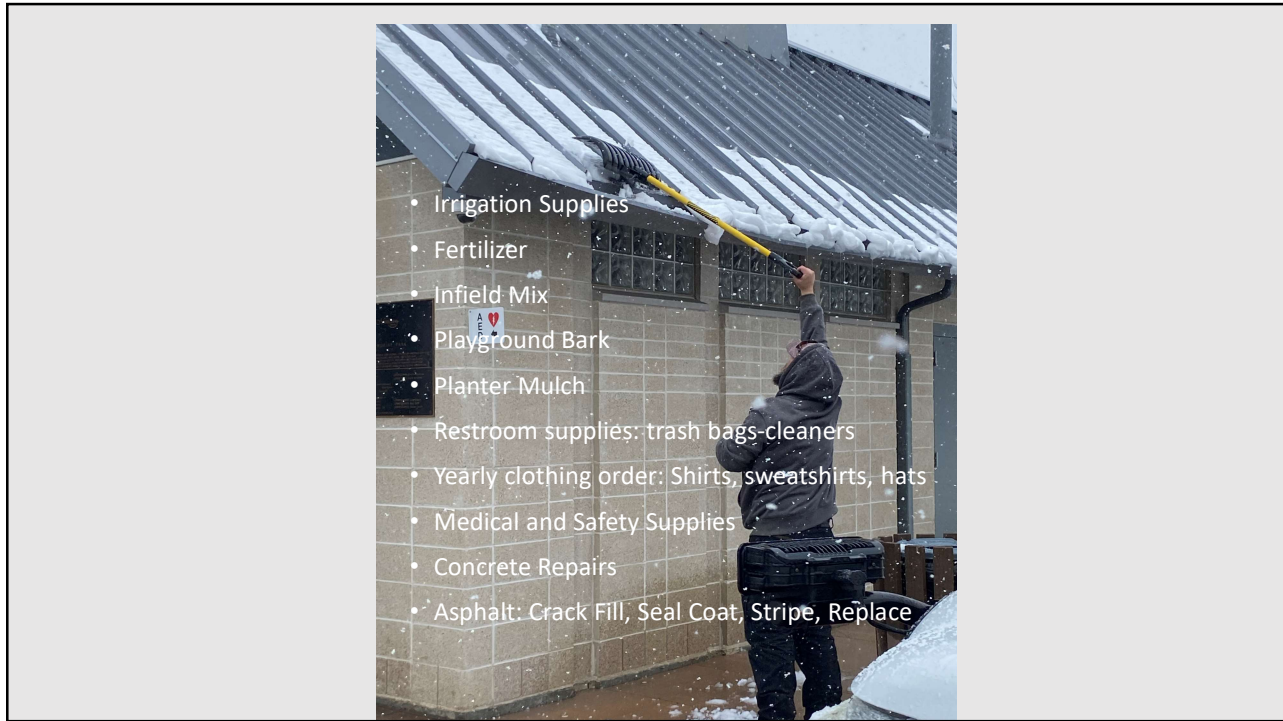 • Irrigation Supplies
• Fertilizer
• Infield Mix
AED
• Playground Bark
• Planter Mulch
• Restroom supplies: trash bags-cleaners
• Yearly clothing order: Shirts, sweatshirts, hats
• Medical and Safety Supplies
• Concrete Repairs
• Asphalt: Crack Fill, Seal Coat, Stripe, Replace